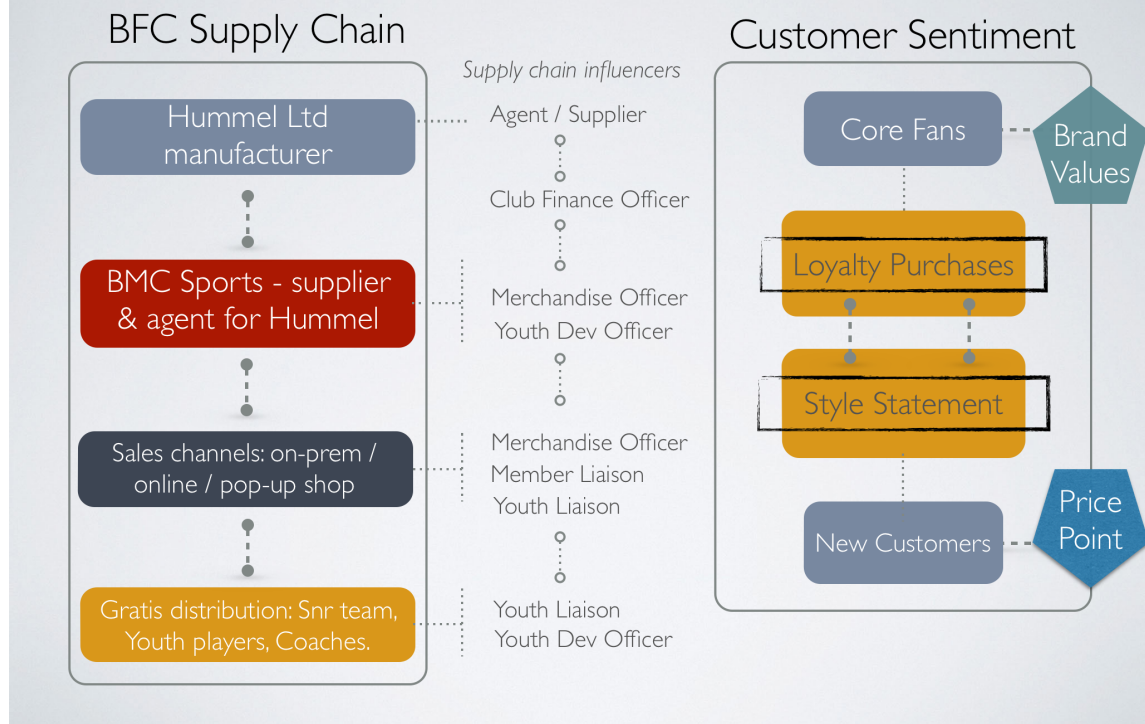 BFC Supply Chain
Hummel Ltd
manufacturer
BMC Sports - supplier
& agent for Hummel
Sales channels: on-prem /
online / pop-up shop
Gratis distribution: Snr team,
Youth players, Coaches.
Supply chain influencers
Agent / Supplier
Club Finance Officer
Merchandise Officer
Youth Dev Officer
Merchandise Officer
Member Liaison
Youth Liaison
Youth Liaison
Youth Dev Officer
Customer Sentiment
Core Fans
Brand
Values
Loyalty Purchases
Style Statement
New Customers
Price
Point